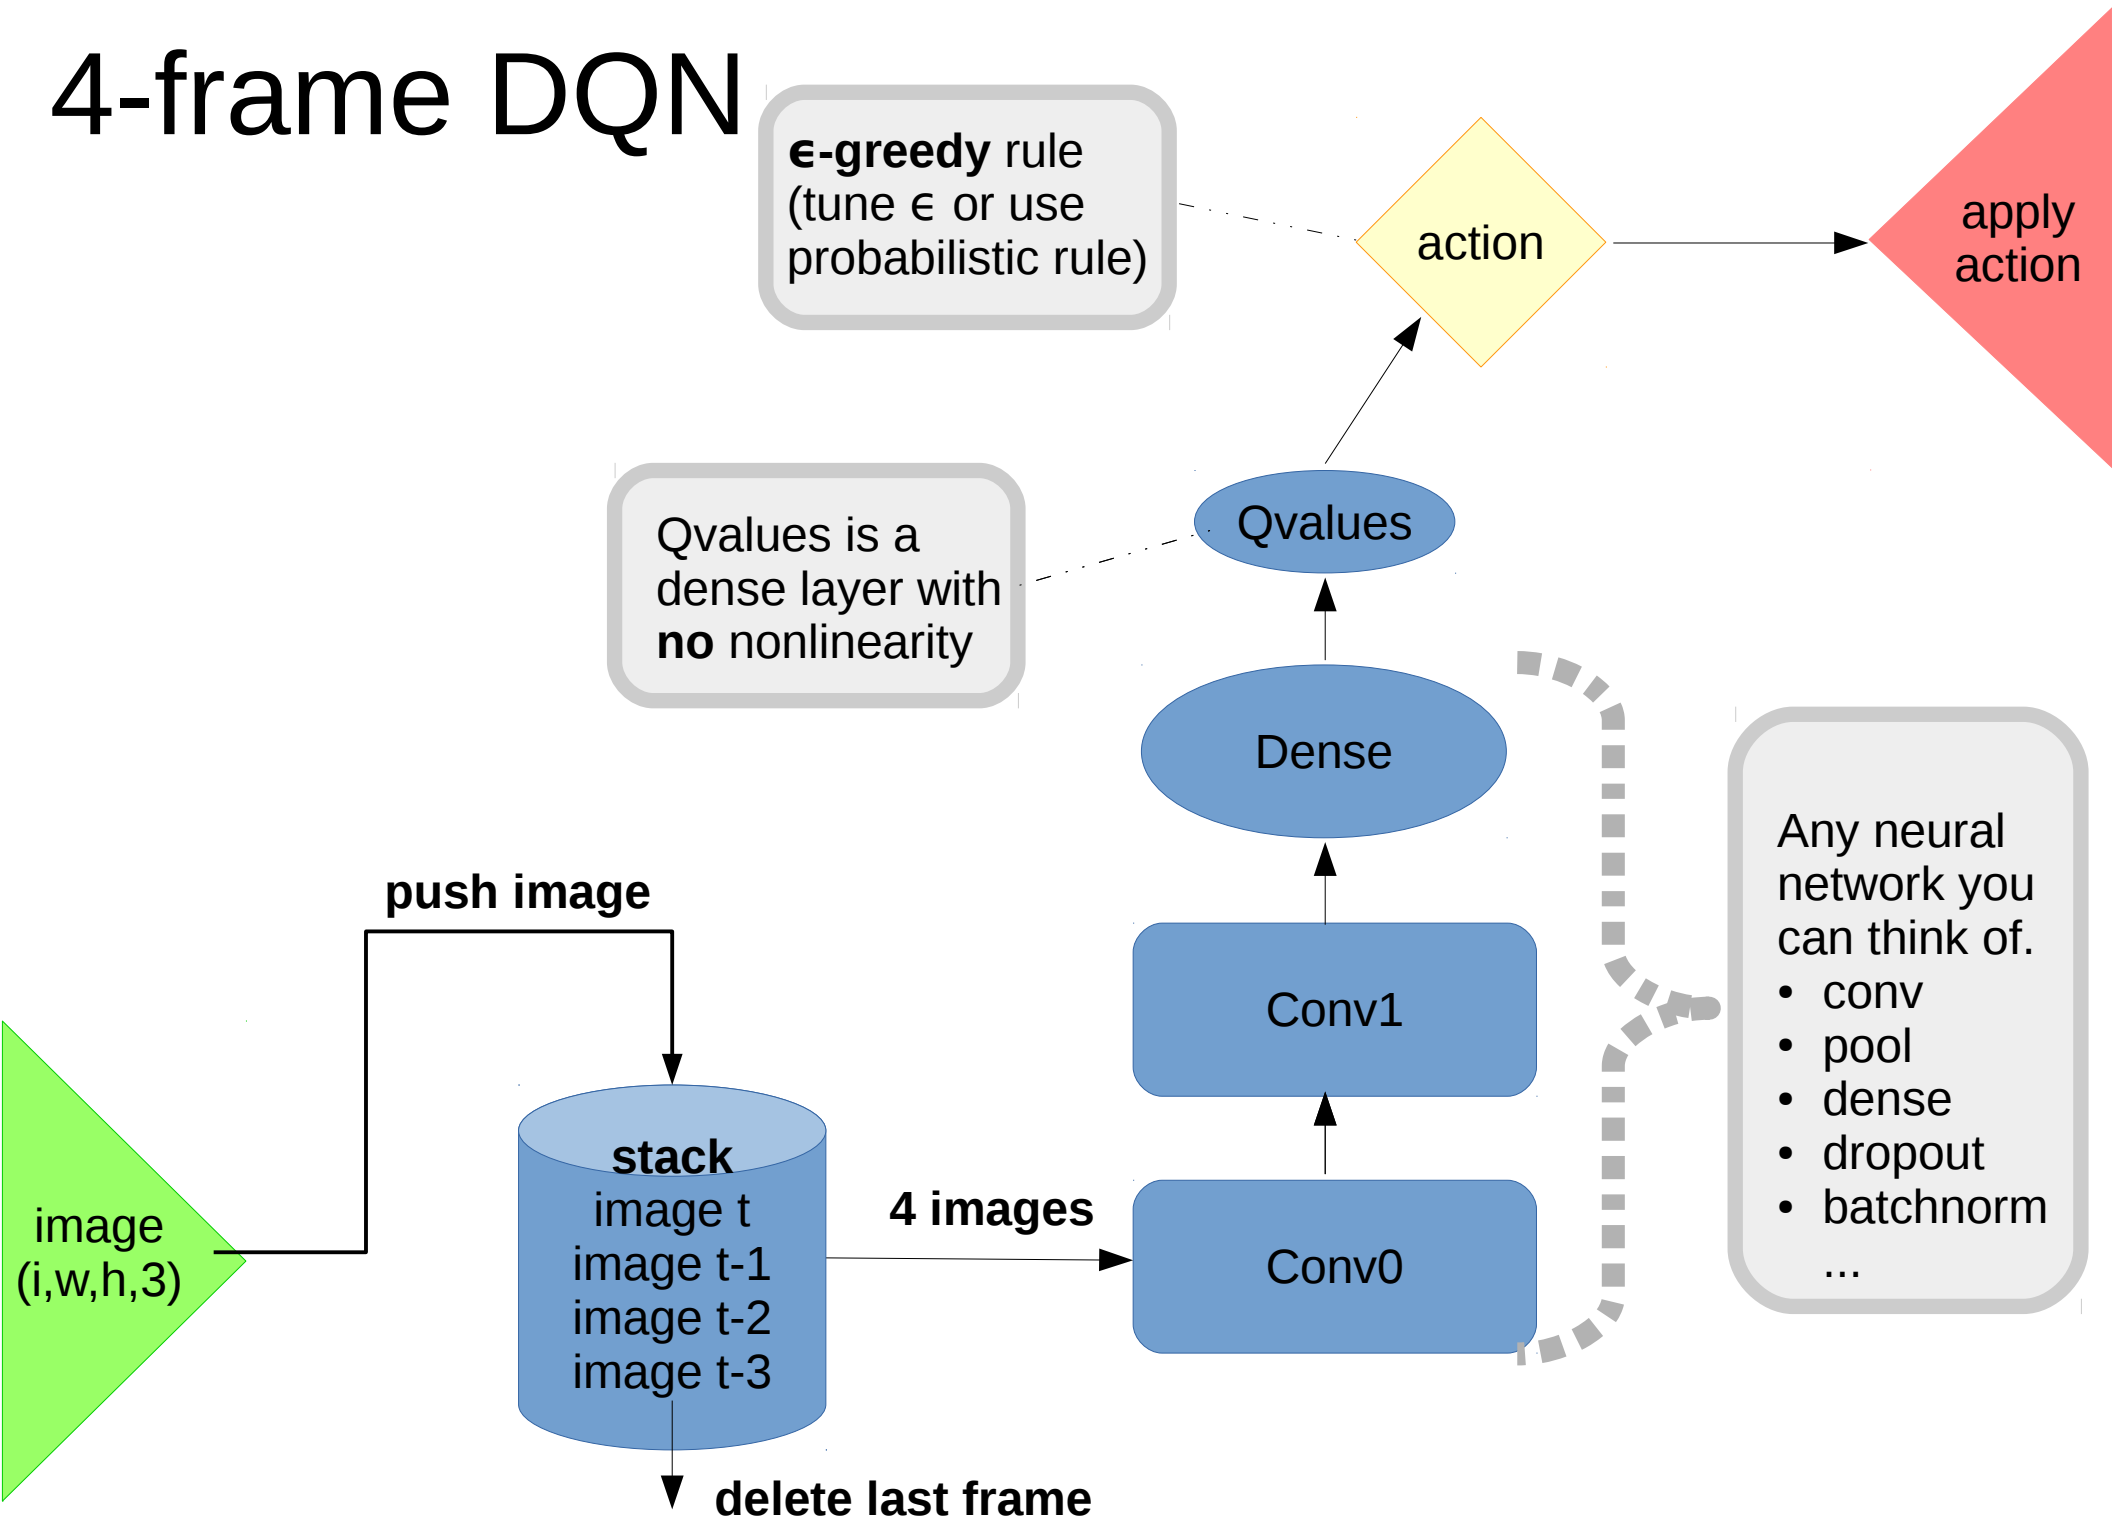 4-frame DQN
ϵ-greedy rule
(tune ϵ or use
probabilistic rule)
action
apply
action
Qvalues is a
dense layer with
no nonlinearity
Qvalues
Dense
Any neural
network you
can think of.
• conv
• pool
• dense
• dropout
• batchnorm
...
push image
Conv1
image
(i,w,h,3)
stack
image t
image t-1
image t-2
image t-3
4 images
Conv0
delete last frame